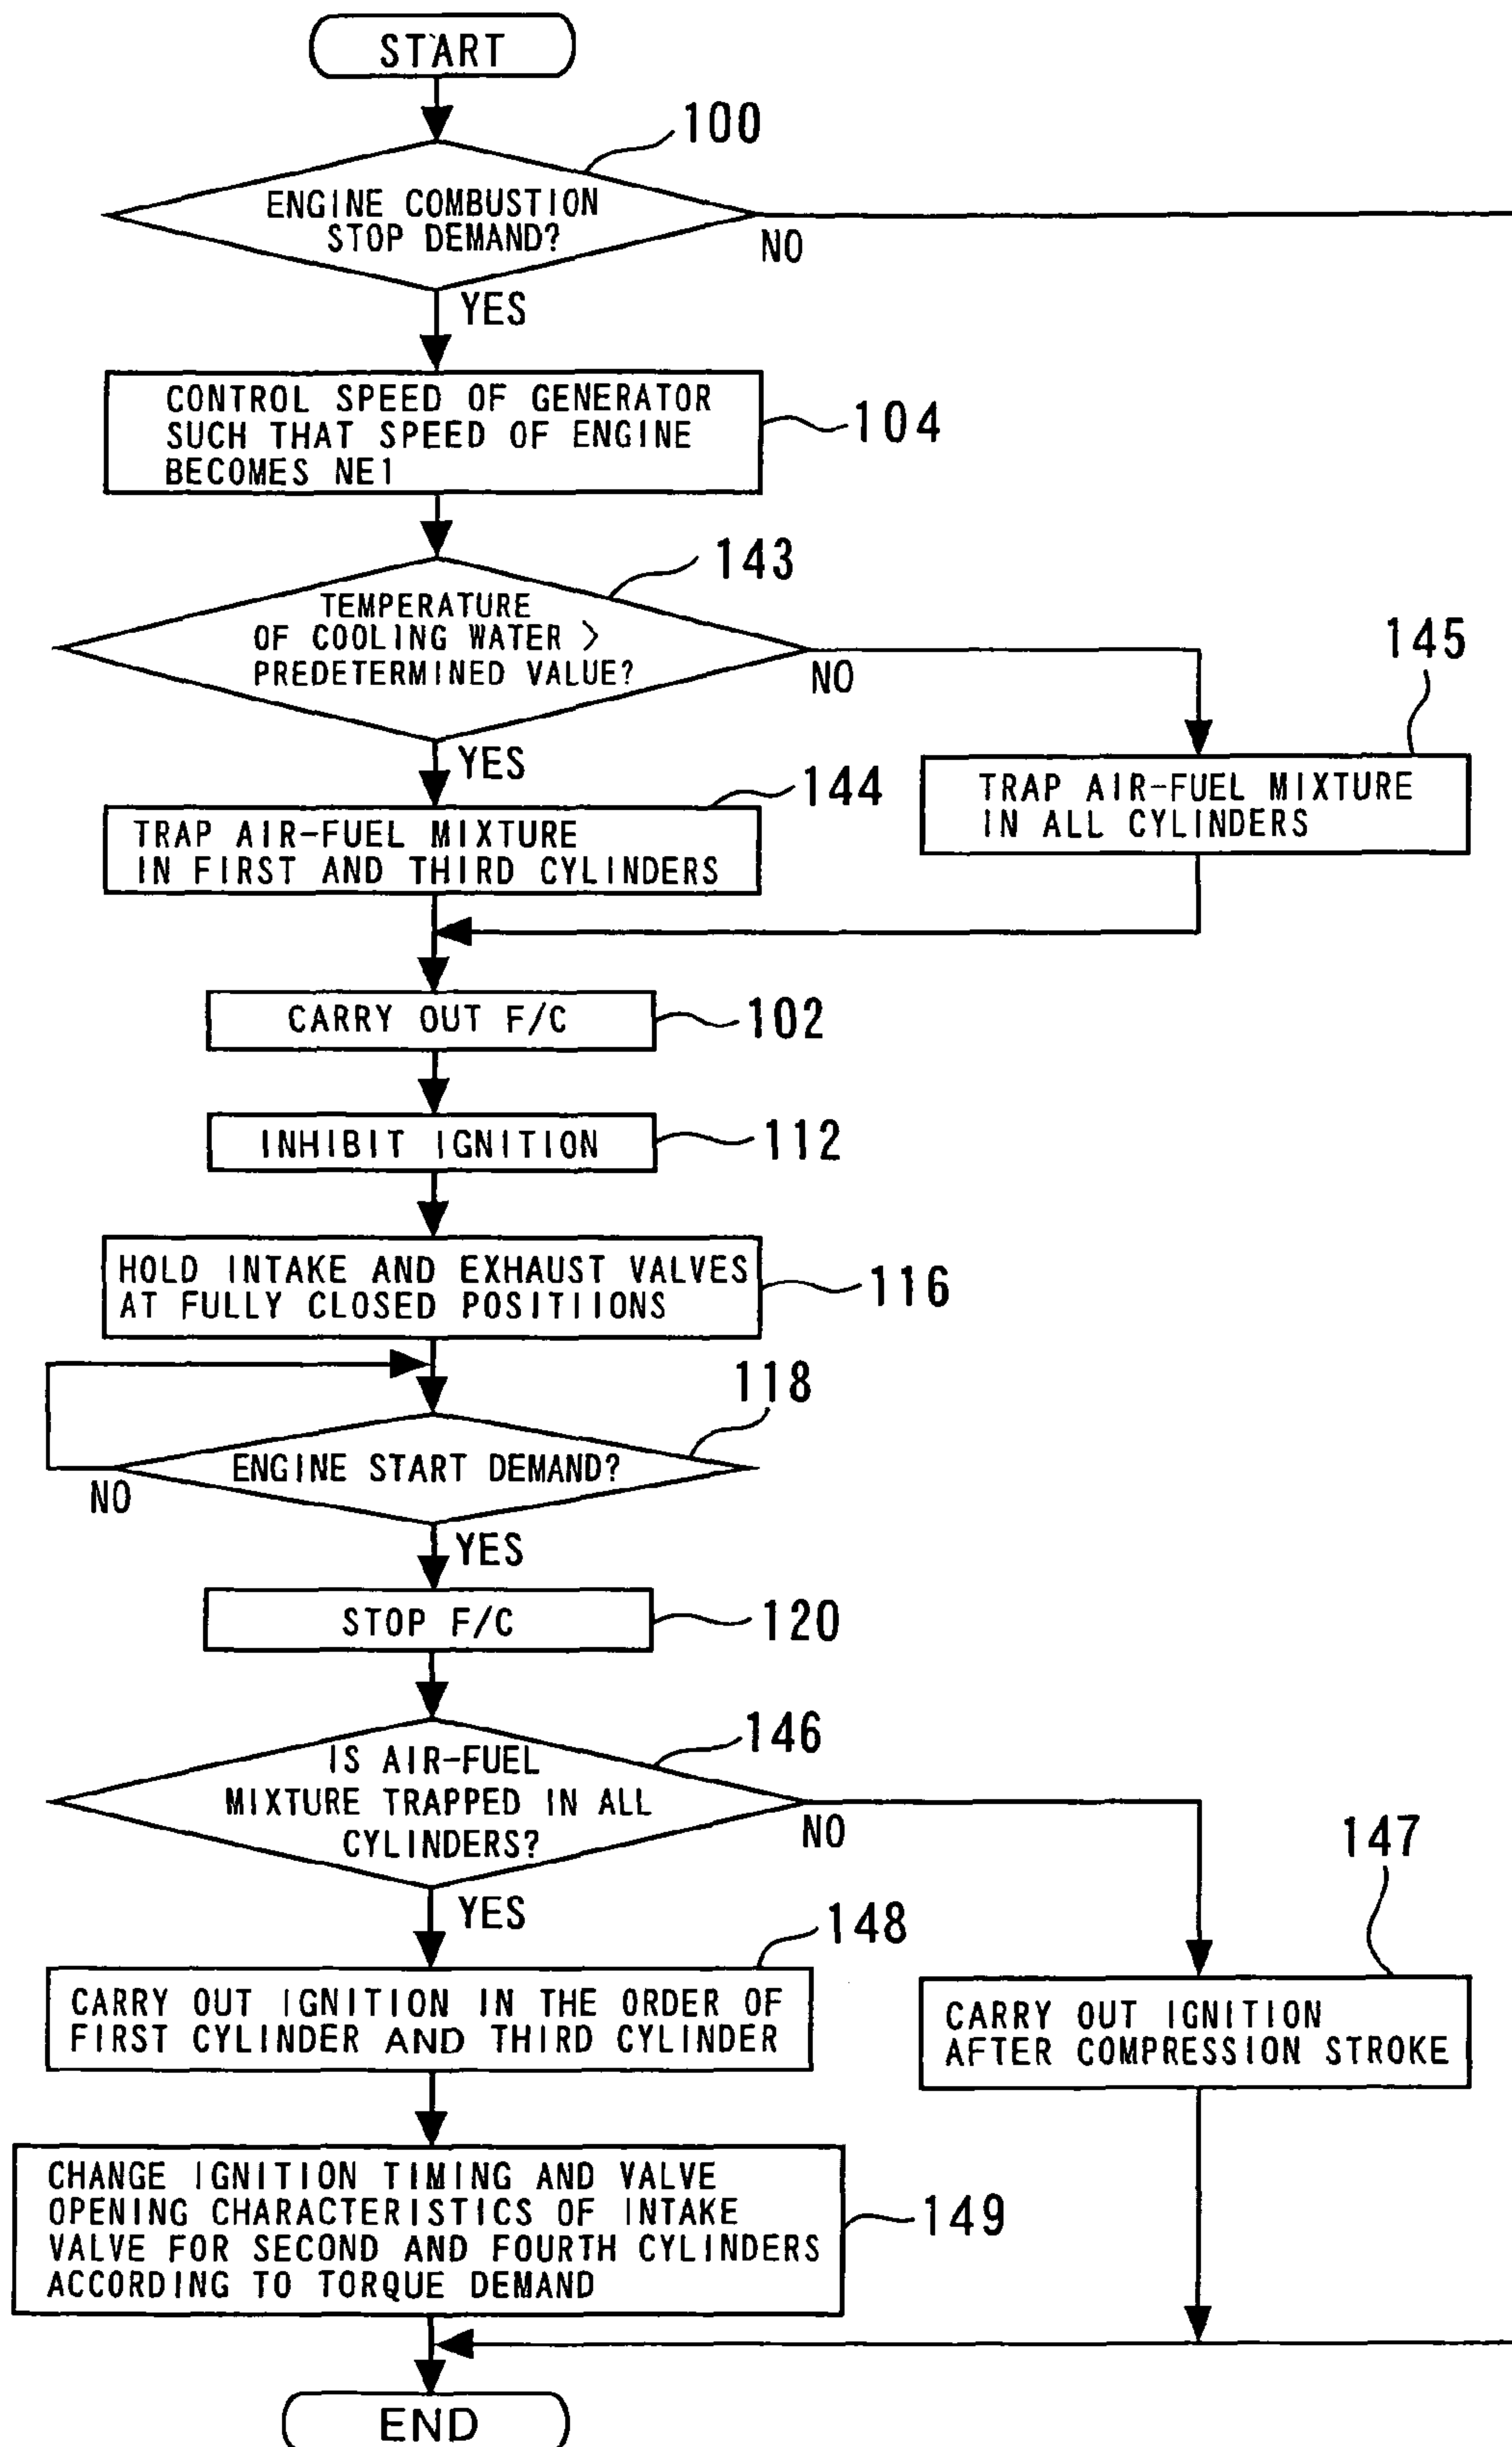 START
100
ENGINE COMBUSTION
STOP DEMAND?
NO
YES
CONTROL SPEED OF GENERATOR
SUCH THAT SPEED OF ENGINE
BECOMES NE1
104
143
TEMPERATURE
OF COOLING WATER >
PREDETERMINED VALUE?
NO
145
YES
144
TRAP AIR-FUEL MIXTURE
IN ALL CYLINDERS
TRAP AIR-FUEL MIXTURE
IN FIRST AND THIRD CYLINDERS
CARRY OUT F/C
102
INHIBIT IGNITION
112
HOLD INTAKE AND EXHAUST VALVES
AT FULLY CLOSED POSITIIONS
116
118
ENGINE START DEMAND?
NO
YES
STOP F/C
120
146
IS AIR-FUEL
MIXTURE TRAPPED IN ALL
CYLINDERS?
NO
147
YES
148
CARRY OUT IGNITION IN THE ORDER OF
FIRST CYLINDER AND THIRD CYLINDER
CARRY OUT IGNITION
AFTER COMPRESSION STROKE
CHANGE IGNITION TIMING AND VALVE
OPENING CHARACTERISTICS OF INTAKE
VALVE FOR SECOND AND FOURTH CYLINDERS
ACCORDING TO TORQUE DEMAND
149
END